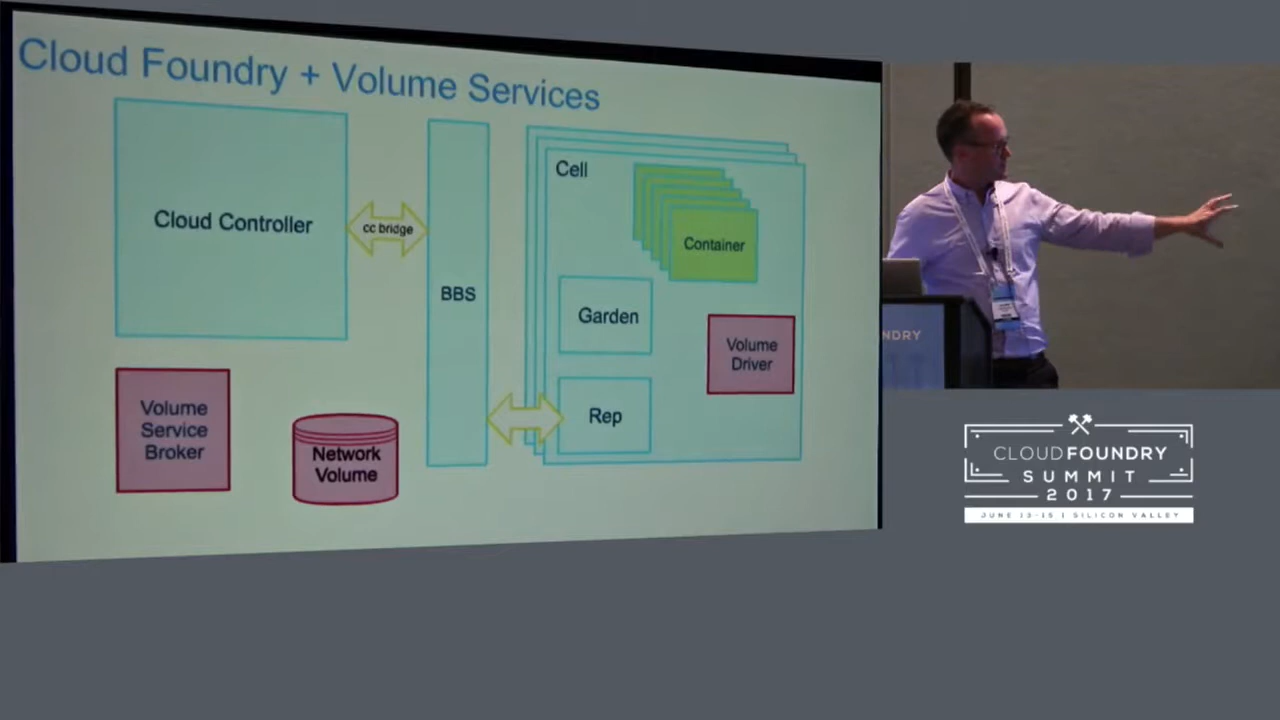 Cloud Foundry + Volume Services
Cloud Controller
cc bridge
BBS
Cell
Container
Garden
Volume
Driver
Rep
Volume
Service
Broker
Network
Volume
NDRY
CLOUD FOUNDRY
SUMMIT
2017
JUNE 13-15 | SILICON VALLEY